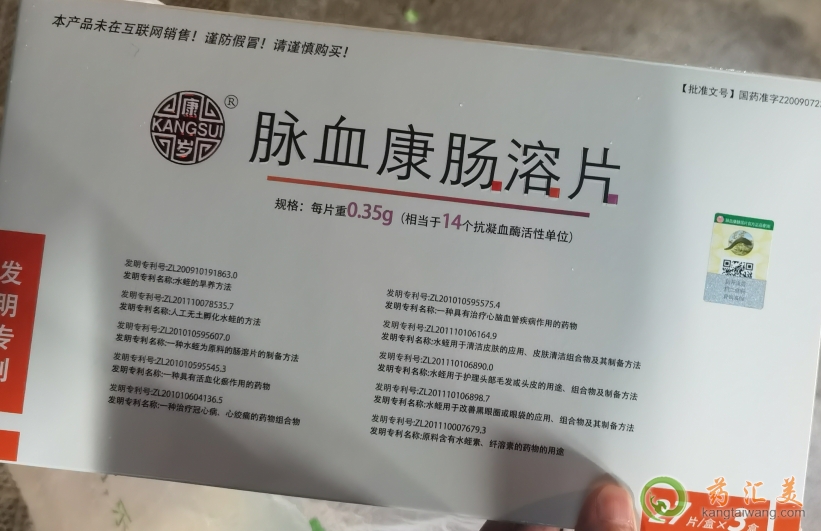 本产品未在互联网销售！谨防假冒！请谨慎购买！
【批准文号】国药准字Z2009072
康
KANGSUI
岁
®
脉血康肠溶片
规格：每片重0.35g（相当于14个抗凝血酶活性单位）
发明专利
发明专利号:ZL200910191863.0
发明专利名称:水蛭的旱养方法
发明专利号:ZL201110078535.7
发明专利名称:人工无土孵化水蛭的方法
发明专利号:ZL201010595607.0
发明专利名称:一种水蛭为原料的肠溶片的制备方法
发明专利号:ZL201010595545.3
发明专利名称:一种具有活血化瘀作用的药物
发明专利号:ZL201010604136.5
发明专利名称:一种治疗冠心病、心绞痛的药物组合物
发明专利号:ZL201010595575.4
发明专利名称:一种具有治疗心脑血管疾病作用的药物
发明专利号:ZL201110106164.9
发明专利名称:水蛭用于清洁皮肤的应用、皮肤清洁组合物及其制备方法
发明专利号:ZL201110106890.0
发明专利名称:水蛭用于护理头部毛发或头皮的用途、组合物及制备方法
发明专利号:ZL201110106898.7
发明专利名称:水蛭用于改善黑眼圈或眼袋的应用、组合物及其制备方法
发明专利号:ZL201110007679.3
发明专利名称:原料含有水蛭素、纤溶素的药物的用途
片/盒×
盒
药汇美
kangtaiwang.com